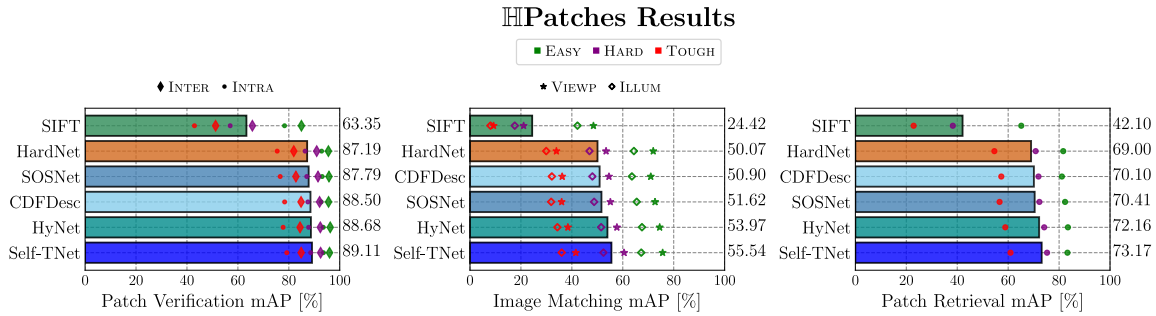 ℍPatches Results
EASY HARD TOUGH
INTER INTRA
SIFT 63.35
HardNet 87.19
SOSNet 87.79
CDFDesc 88.50
HyNet 88.68
Self-TNet 89.11
0 20 40 60 80 100
Patch Verification mAP [%]
VIEWP ILLUM
SIFT 24.42
HardNet 50.07
CDFDesc 50.90
SOSNet 51.62
HyNet 53.97
Self-TNet 55.54
0 20 40 60 80 100
Image Matching mAP [%]
SIFT 42.10
HardNet 69.00
CDFDesc 70.10
SOSNet 70.41
HyNet 72.16
Self-TNet 73.17
0 20 40 60 80 100
Patch Retrieval mAP [%]